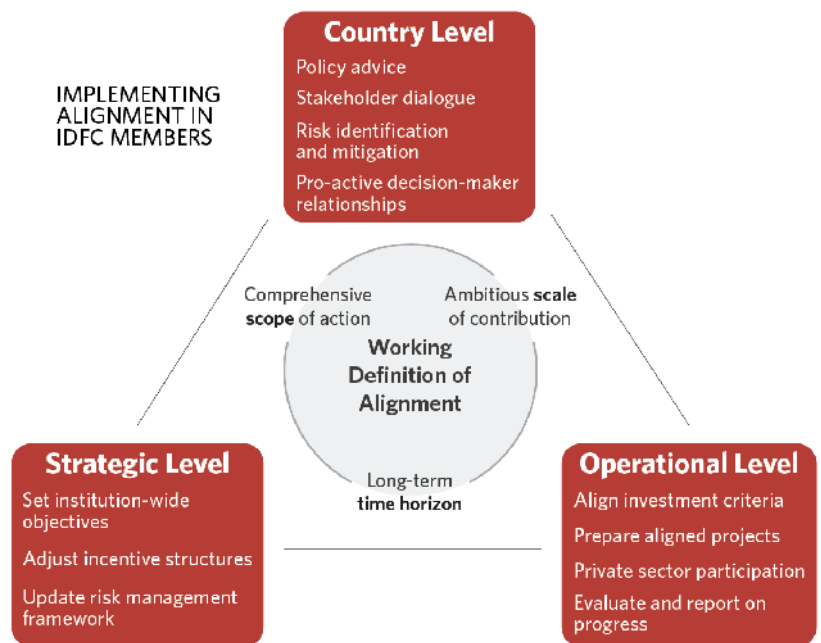 Country Level
Policy advice
Stakeholder dialogue
Risk identification
and mitigation
Pro-active decision-maker
relationships
IMPLEMENTING
ALIGNMENT IN
IDFC MEMBERS
Comprehensive
scope of action
Ambitious scale
of contribution
Working
Definition of
Alignment
Long-term
time horizon
Strategic Level
Set institution-wide
objectives
Adjust incentive structures
Update risk management
framework
Operational Level
Align investment criteria
Prepare aligned projects
Private sector participation
Evaluate and report on
progress